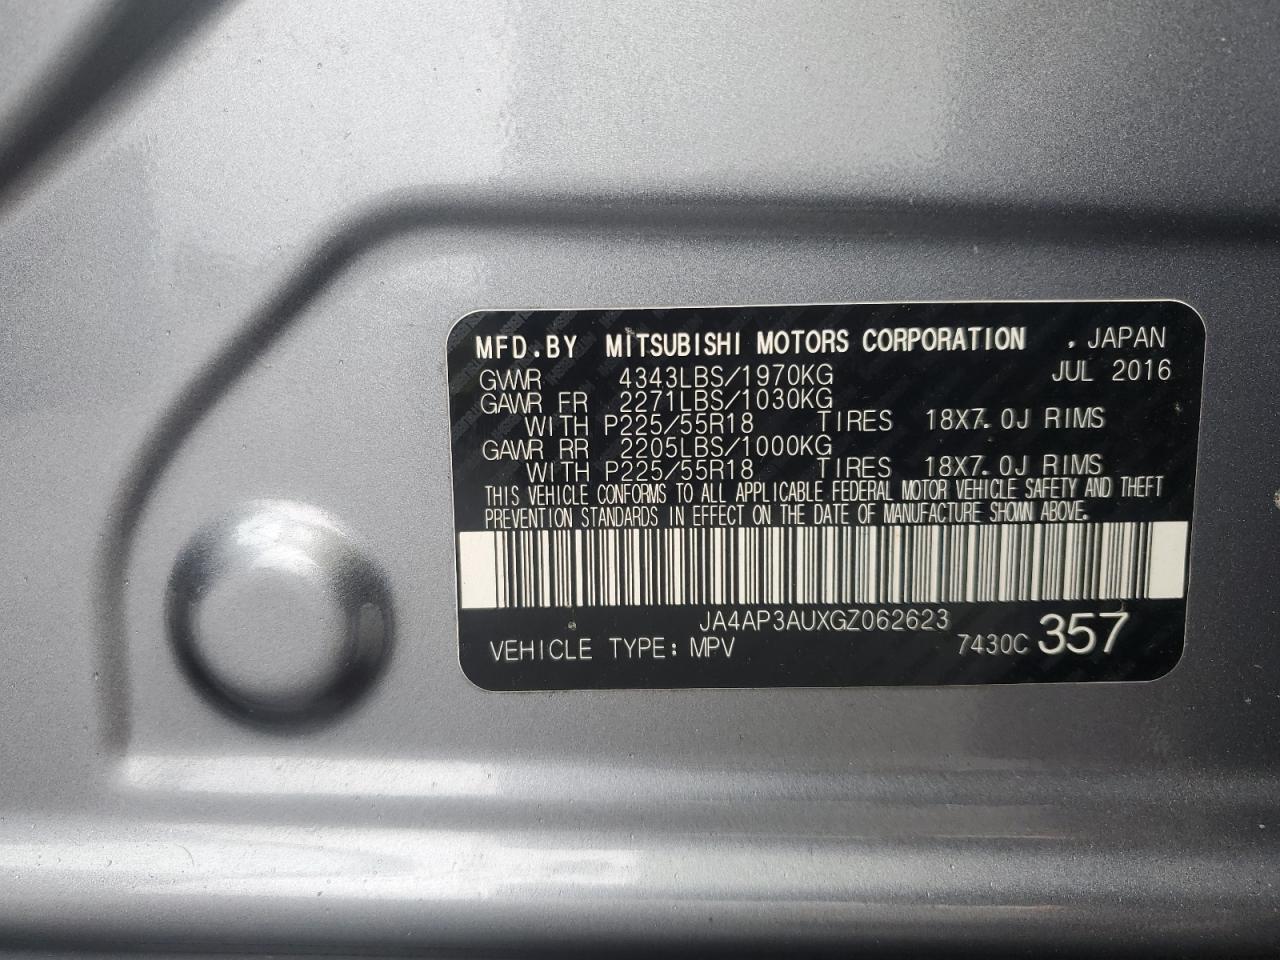 MFD.BY MITSUBISHI MOTORS CORPORATION . JAPAN
JUL 2016
GVWR 4343LBS/1970KG
GAWR FR 2271LBS/1030KG
WITH P225/55R18 TIRES 18X7.0J RIMS
GAWR RR 2205LBS/1000KG
WITH P225/55R18 TIRES 18X7.0J RIMS
THIS VEHICLE CONFORMS TO ALL APPLICABLE FEDERAL MOTOR VEHICLE SAFETY AND THEFT
PREVENTION STANDARDS IN EFFECT ON THE DATE OF MANUFACTURE SHOWN ABOVE.
JA4AP3AUXGZ062623
VEHICLE TYPE: MPV 7430C 357